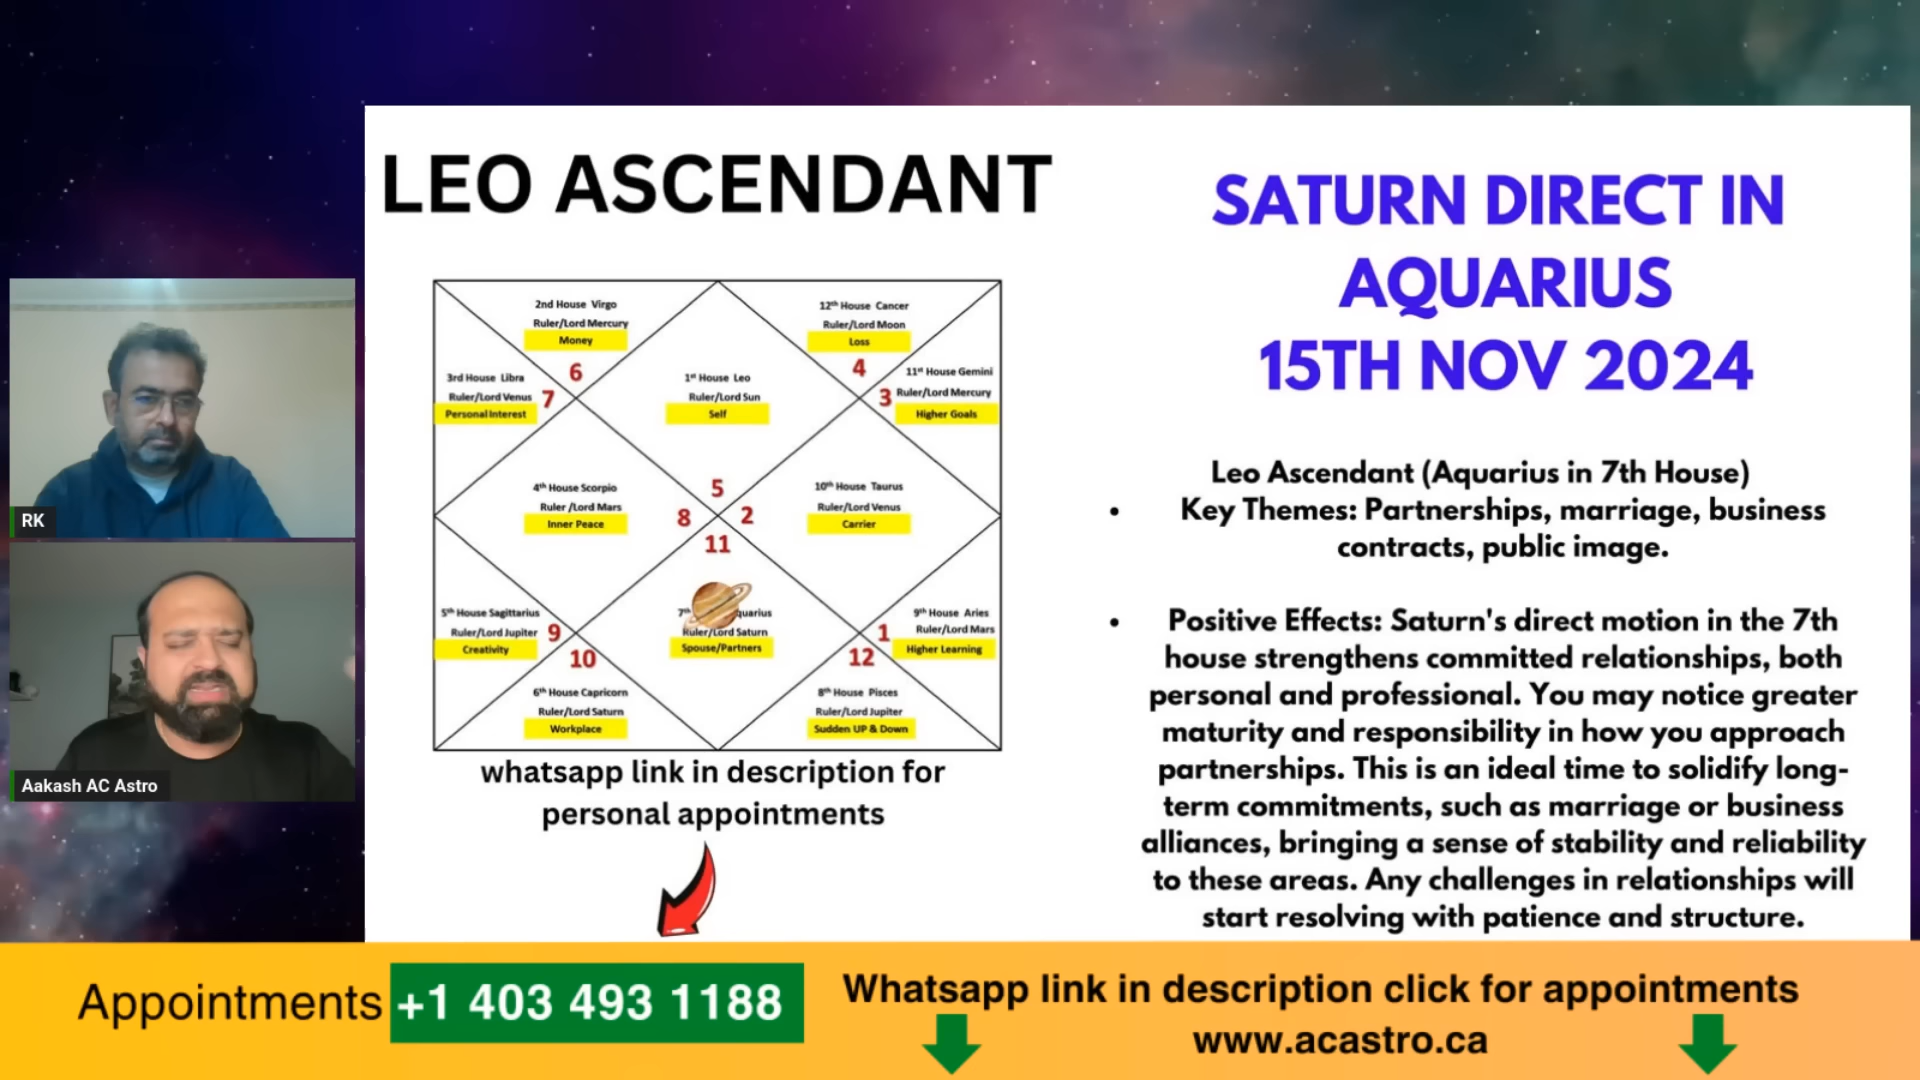 LEO ASCENDANT
2nd House Virgo
Ruler/Lord Mercury
Money
6
12th House Cancer
Ruler/Lord Moon
Loss
4
3rd House Libra
Ruler/Lord Venus
Personal Interest
7
1st House Leo
Ruler/Lord Sun
Self
11st House Gemini
Ruler/Lord Mercury
Higher Goals
3
4th House Scorpio
Ruler /Lord Mars
Inner Peace
5
8
2
11
10th House Taurus
Ruler/Lord Venus
Carrier
5th House Sagittarius
Ruler/Lord Jupiter
Creativity
9
10
7th quarius
Ruler/Lord Saturn
Spouse/Partners
9th House Aries
Ruler/Lord Mars
Higher Learning
1
12
6th House Capricorn
Ruler/Lord Saturn
Workplace
8th House Pisces
Ruler/Lord Jupiter
Sudden UP & Down
whatsapp link in description for
personal appointments
SATURN DIRECT IN
AQUARIUS
15TH NOV 2024
Leo Ascendant (Aquarius in 7th House)
• Key Themes: Partnerships, marriage, business
contracts, public image.
• Positive Effects: Saturn's direct motion in the 7th
house strengthens committed relationships, both
personal and professional. You may notice greater
maturity and responsibility in how you approach
partnerships. This is an ideal time to solidify long-
term commitments, such as marriage or business
alliances, bringing a sense of stability and reliability
to these areas. Any challenges in relationships will
start resolving with patience and structure.
RK
Aakash AC Astro
Appointments +1 403 493 1188
Whatsapp link in description click for appointments
www.acastro.ca